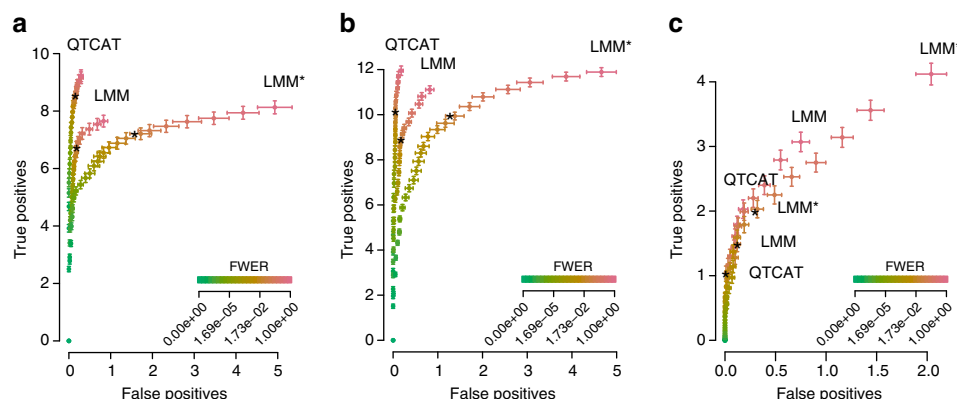 a
QTCAT
LMM
LMM*
True positives
10
8
6
4
2
0
FWER
0.00e+00
1.69e−05
1.73e−02
1.00e+00
0
1
2
3
4
5
False positives
b
QTCAT
LMM
LMM*
True positives
12
10
8
6
4
2
0
FWER
0.00e+00
1.69e−05
1.73e−02
1.00e+00
0
1
2
3
4
5
False positives
c
LMM*
LMM
QTCAT
LMM*
LMM
QTCAT
True positives
4
3
2
1
0
FWER
0.00e+00
1.69e−05
1.73e−02
1.00e+00
0.0
0.5
1.0
1.5
2.0
False positives